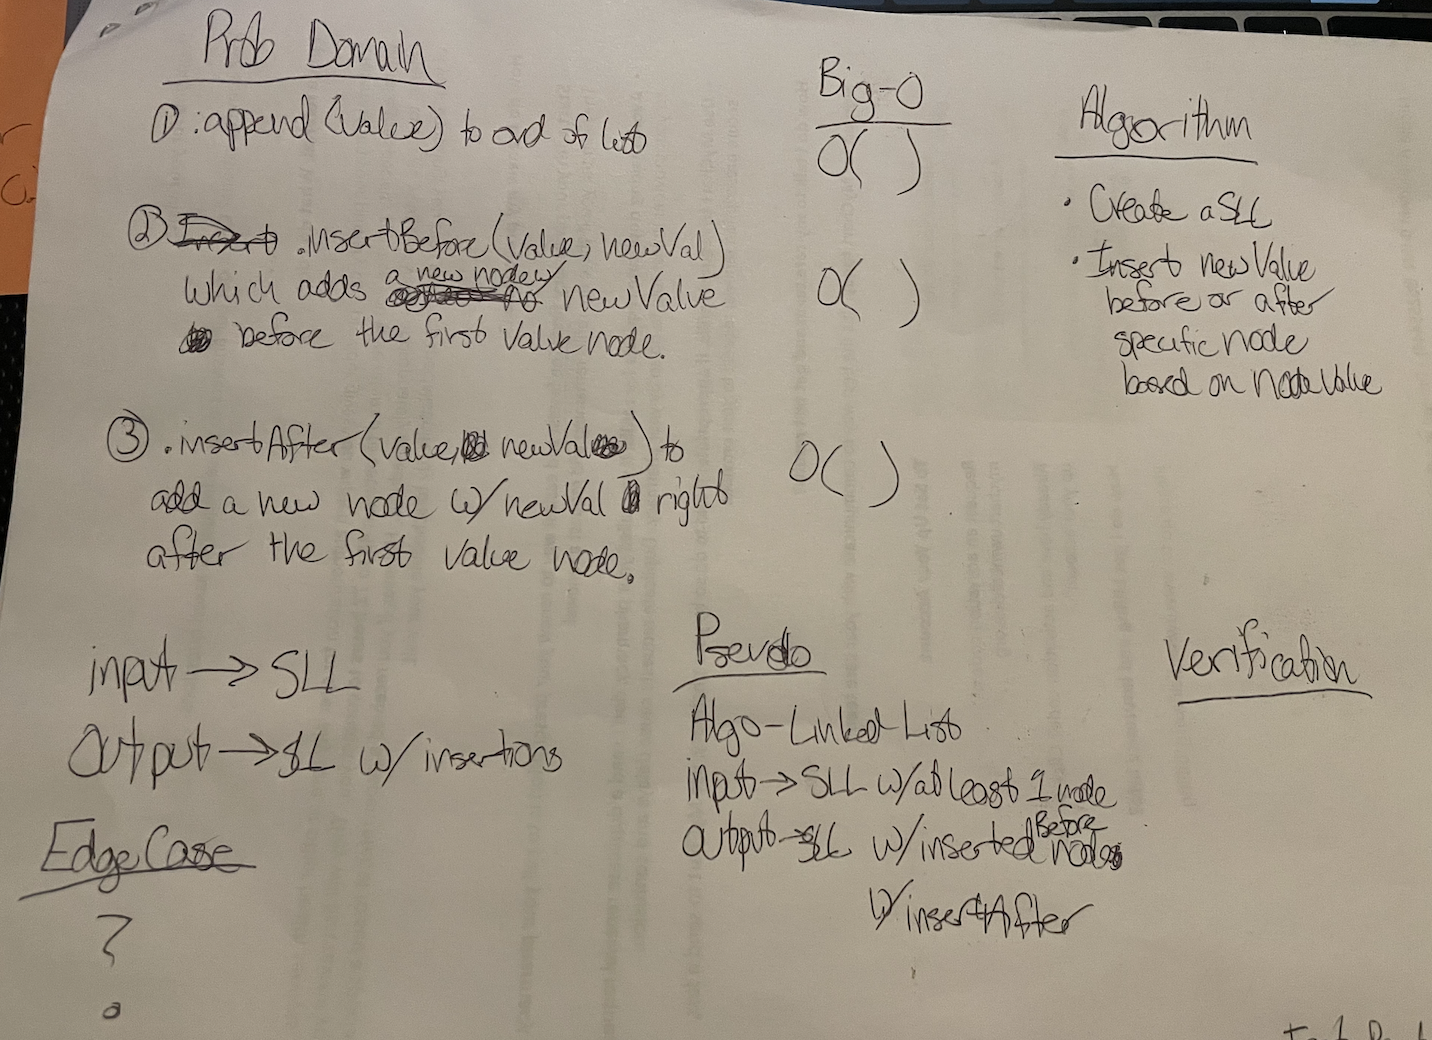 Prob Domain
① .append(value) to end of list
② .insertBefore(value, newVal)
which adds a new node w/ newValue
before the first value node.
③ .insertAfter(value, newVal) to
add a new node w/ newVal right
after the first value node.
input → SLL
Output → SLL w/ insertions
Edge Case
?
Big-O
O( )
O( )
O( )
Algorithm
• Create a SLL
• Insert newValue
before or after
specific node
based on node value
Pseudo
Algo-Linked-List
input → SLL w/ at least 1 node
output → SLL w/ inserted Before nodes
w/ insertAfter
Verification